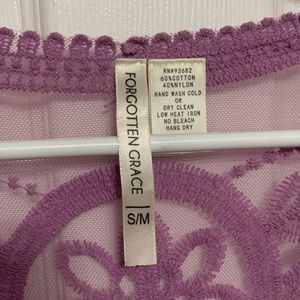 FORGOTTEN GRACE
S/M
RN#93682
60%COTTON
40%NYLON
HAND WASH COLD
OR
DRY CLEAN
LOW HEAT IRON
NO BLEACH
HANG DRY